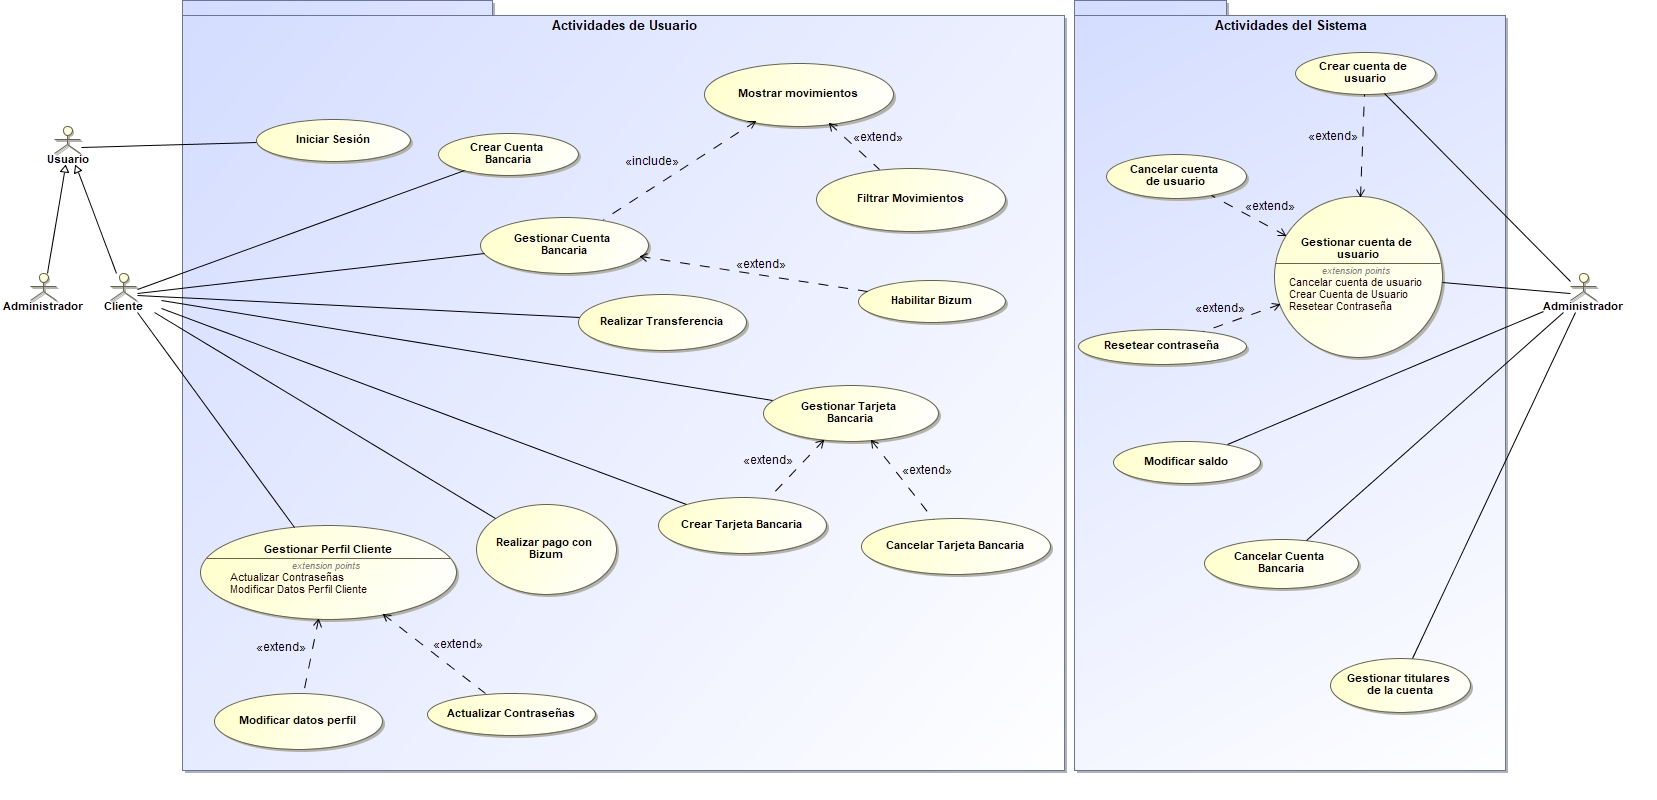 Actividades de Usuario
Usuario
Administrador
Cliente
Iniciar Sesión
Crear Cuenta
Bancaria
Mostrar movimientos
«include»
«extend»
Filtrar Movimientos
Gestionar Cuenta
Bancaria
«extend»
Habilitar Bizum
Realizar Transferencia
Gestionar Tarjeta
Bancaria
«extend»
«extend»
Crear Tarjeta Bancaria
Cancelar Tarjeta Bancaria
Realizar pago con
Bizum
Gestionar Perfil Cliente
extension points
Actualizar Contraseñas
Modificar Datos Perfil Cliente
«extend»
«extend»
Modificar datos perfil
Actualizar Contraseñas
Actividades del Sistema
Crear cuenta de
usuario
«extend»
Cancelar cuenta
de usuario
«extend»
Gestionar cuenta de
usuario
extension points
Cancelar cuenta de usuario
Crear Cuenta de Usuario
Resetear Contraseña
«extend»
Resetear contraseña
Administrador
Modificar saldo
Cancelar Cuenta
Bancaria
Gestionar titulares
de la cuenta